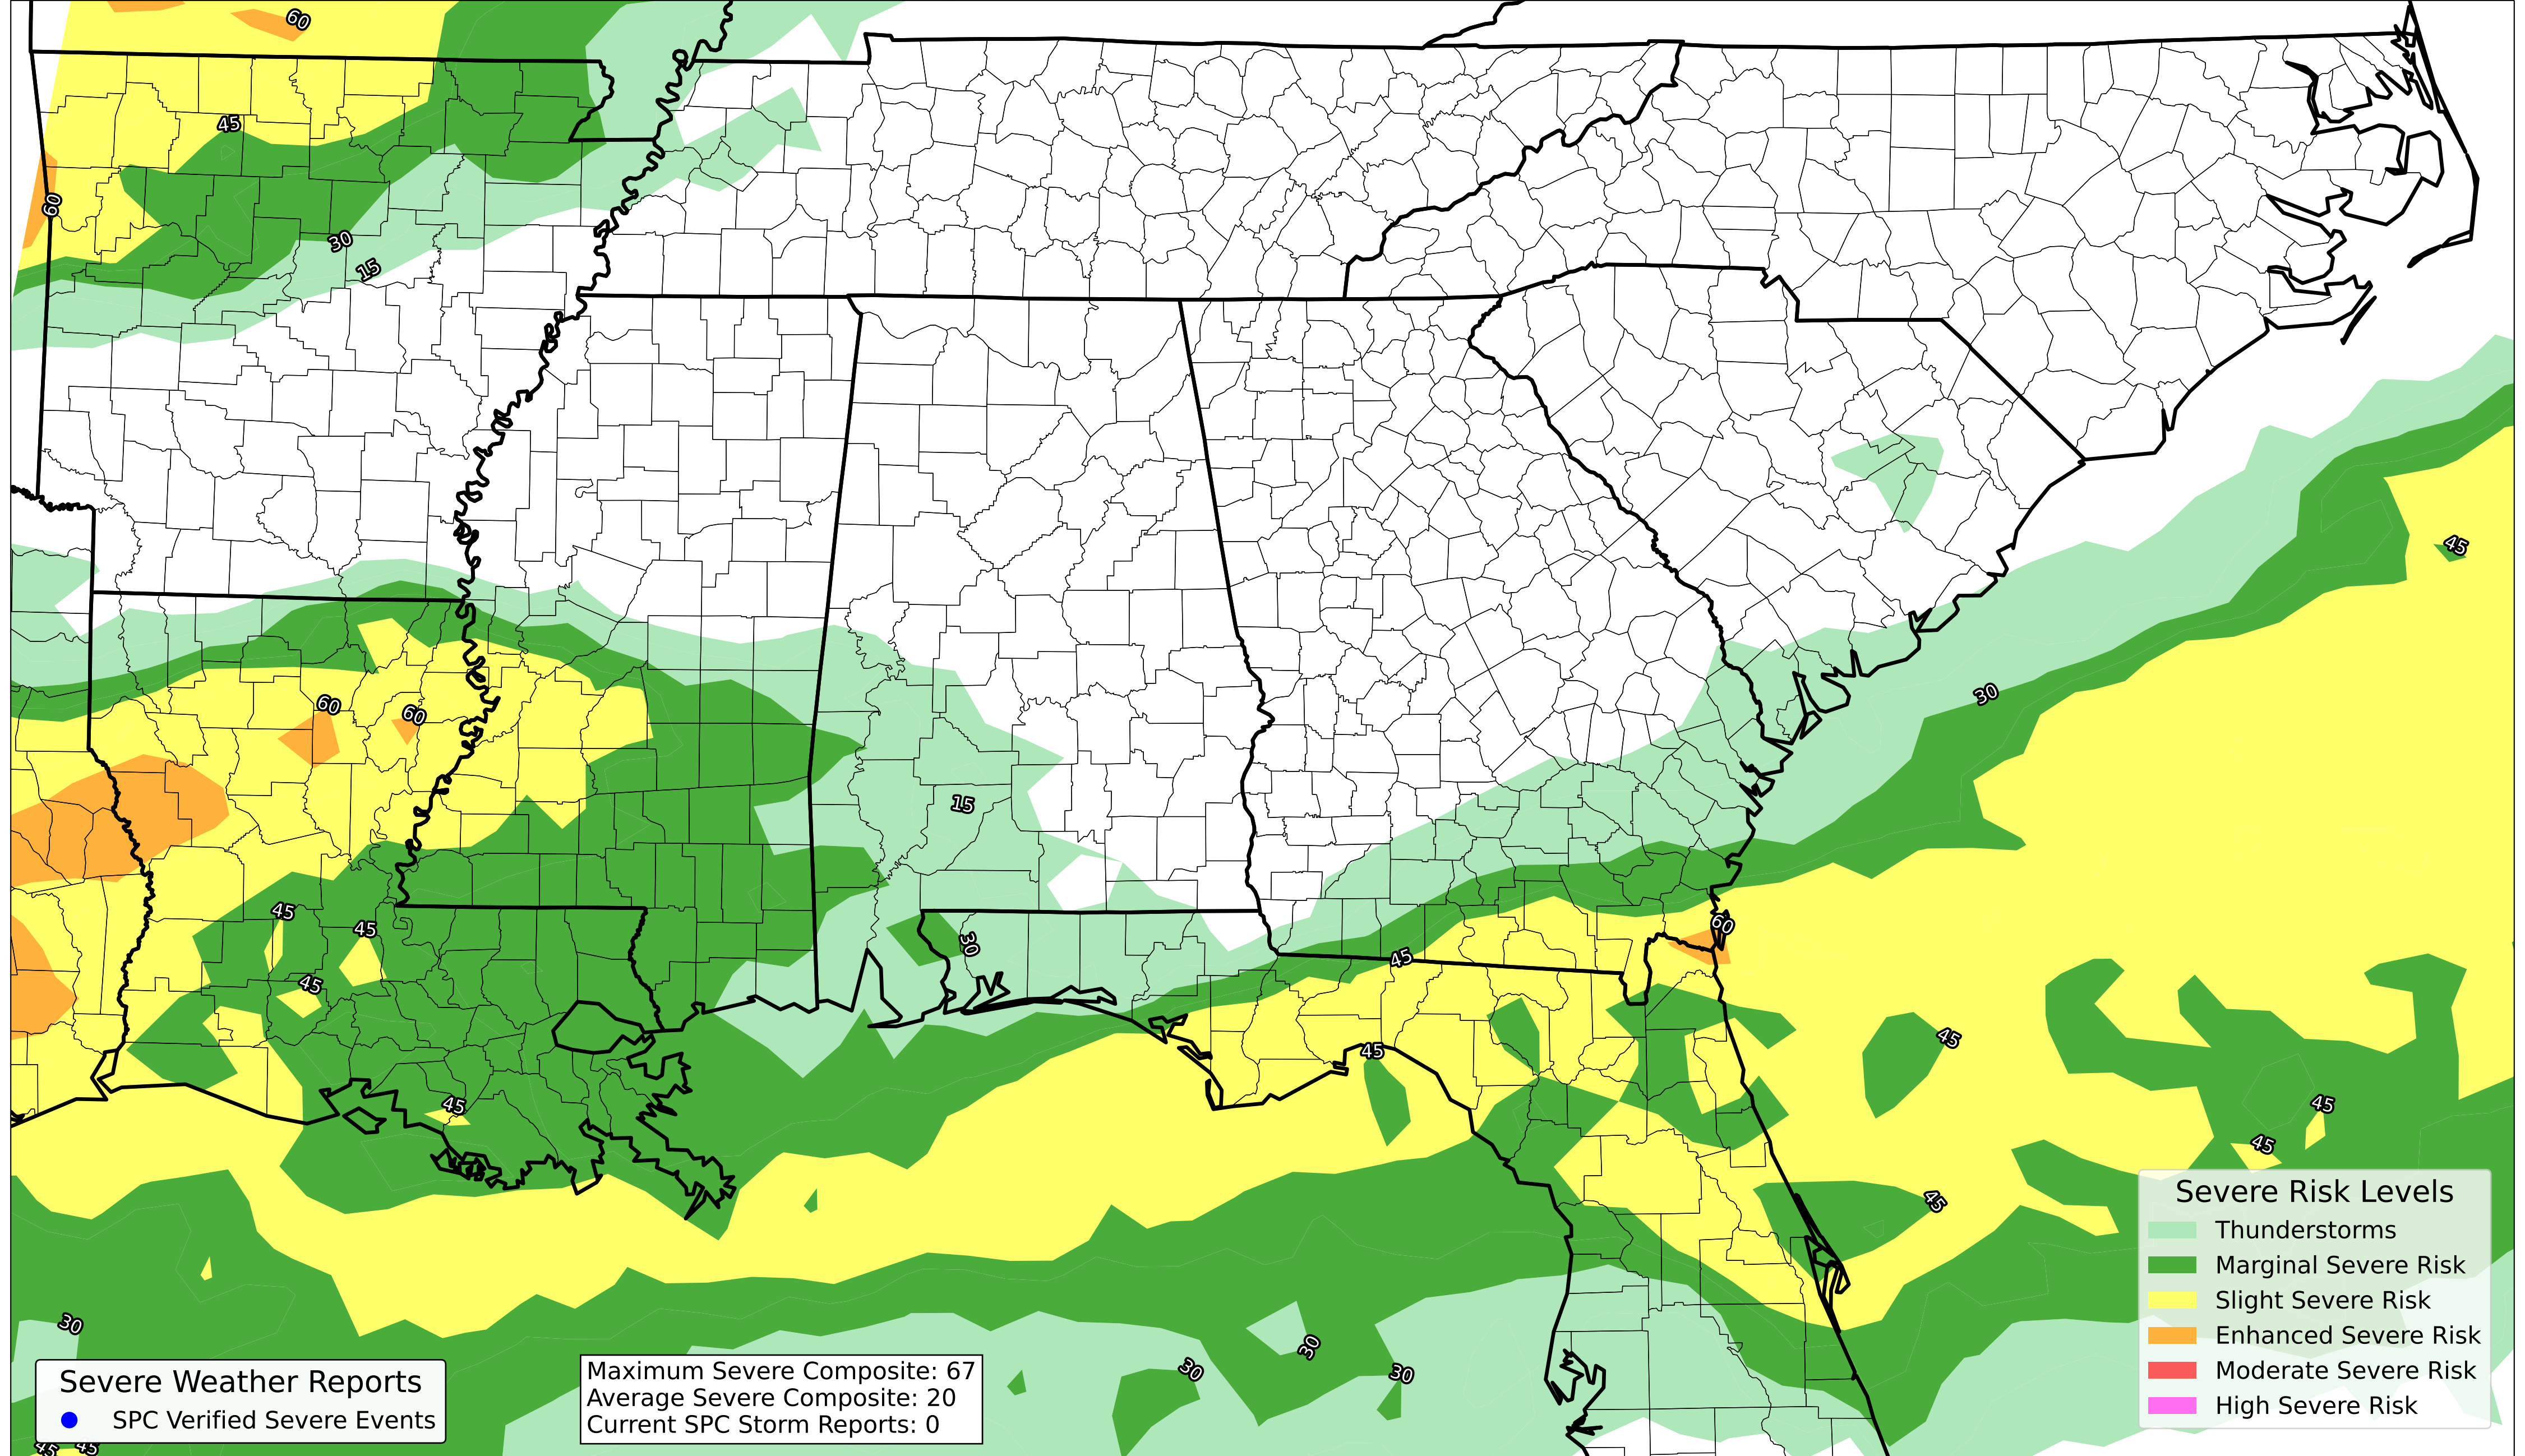 60
45
60
30
15
45
30
60
60
15
45
45
30
60
45
45
45
45
45
45
45
45
30
30
30
30
45
45
Severe Risk Levels
Thunderstorms
Marginal Severe Risk
Slight Severe Risk
Enhanced Severe Risk
Moderate Severe Risk
High Severe Risk
Severe Weather Reports
SPC Verified Severe Events
Maximum Severe Composite: 67
Average Severe Composite: 20
Current SPC Storm Reports: 0